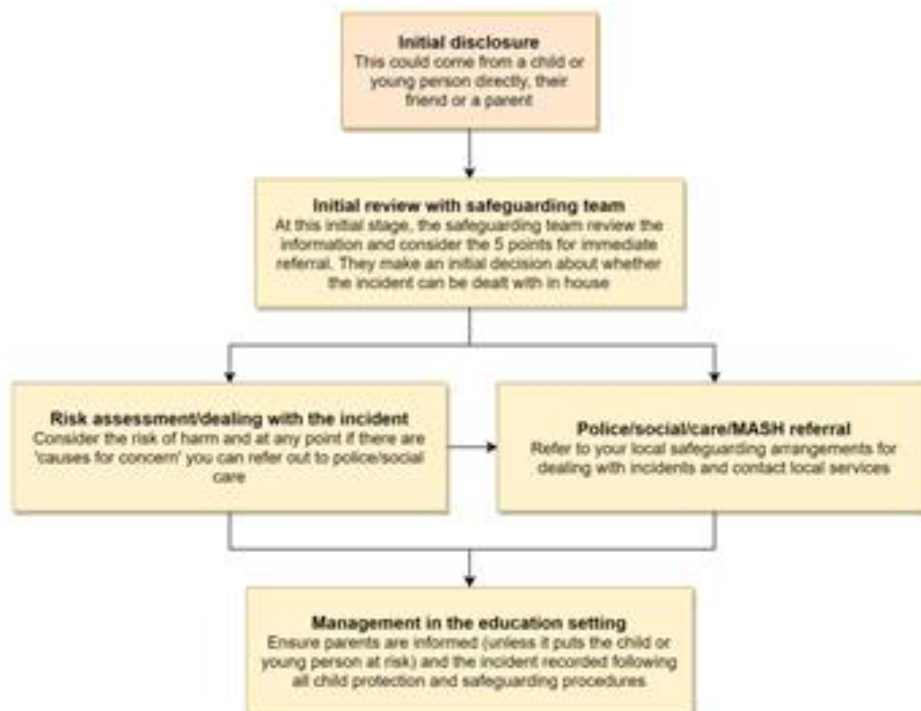 Initial disclosure
This could come from a child or
young person directly, their
friend or a parent
Initial review with safeguarding team
At this initial stage, the safeguarding team review the
information and consider the 5 points for immediate
referral. They make an initial decision about whether
the incident can be dealt with in house
Risk assessment/dealing with the incident
Consider the risk of harm and at any point if there are
'causes for concern' you can refer out to police/social
care
Police/social/care/MASH referral
Refer to your local safeguarding arrangements for
dealing with incidents and contact local services
Management in the education setting
Ensure parents are informed (unless it puts the child or
young person at risk) and the incident recorded following
all child protection and safeguarding procedures